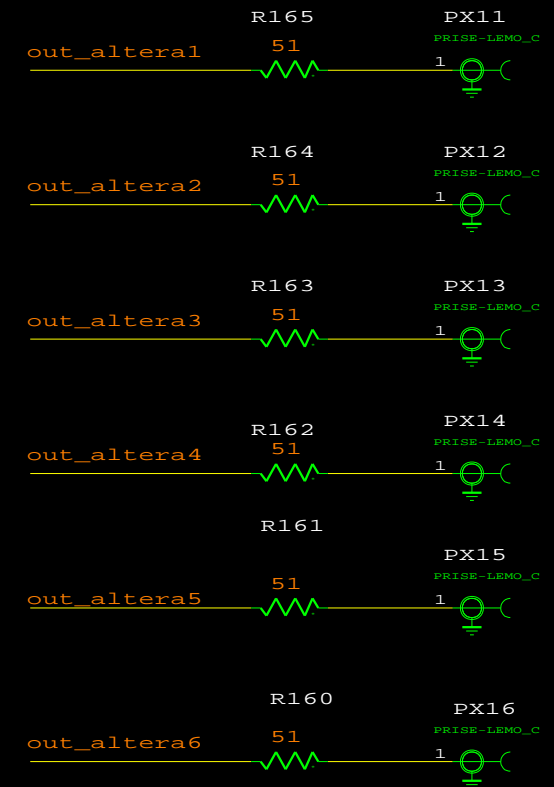 R165 PX11
51 PRISE-LEMO_C
out_altera1 1
R164 PX12
51 PRISE-LEMO_C
out_altera2 1
R163 PX13
51 PRISE-LEMO_C
out_altera3 1
R162 PX14
51 PRISE-LEMO_C
out_altera4 1
R161
PX15
51 PRISE-LEMO_C
out_altera5 1
R160 PX16
51 PRISE-LEMO_C
out_altera6 1